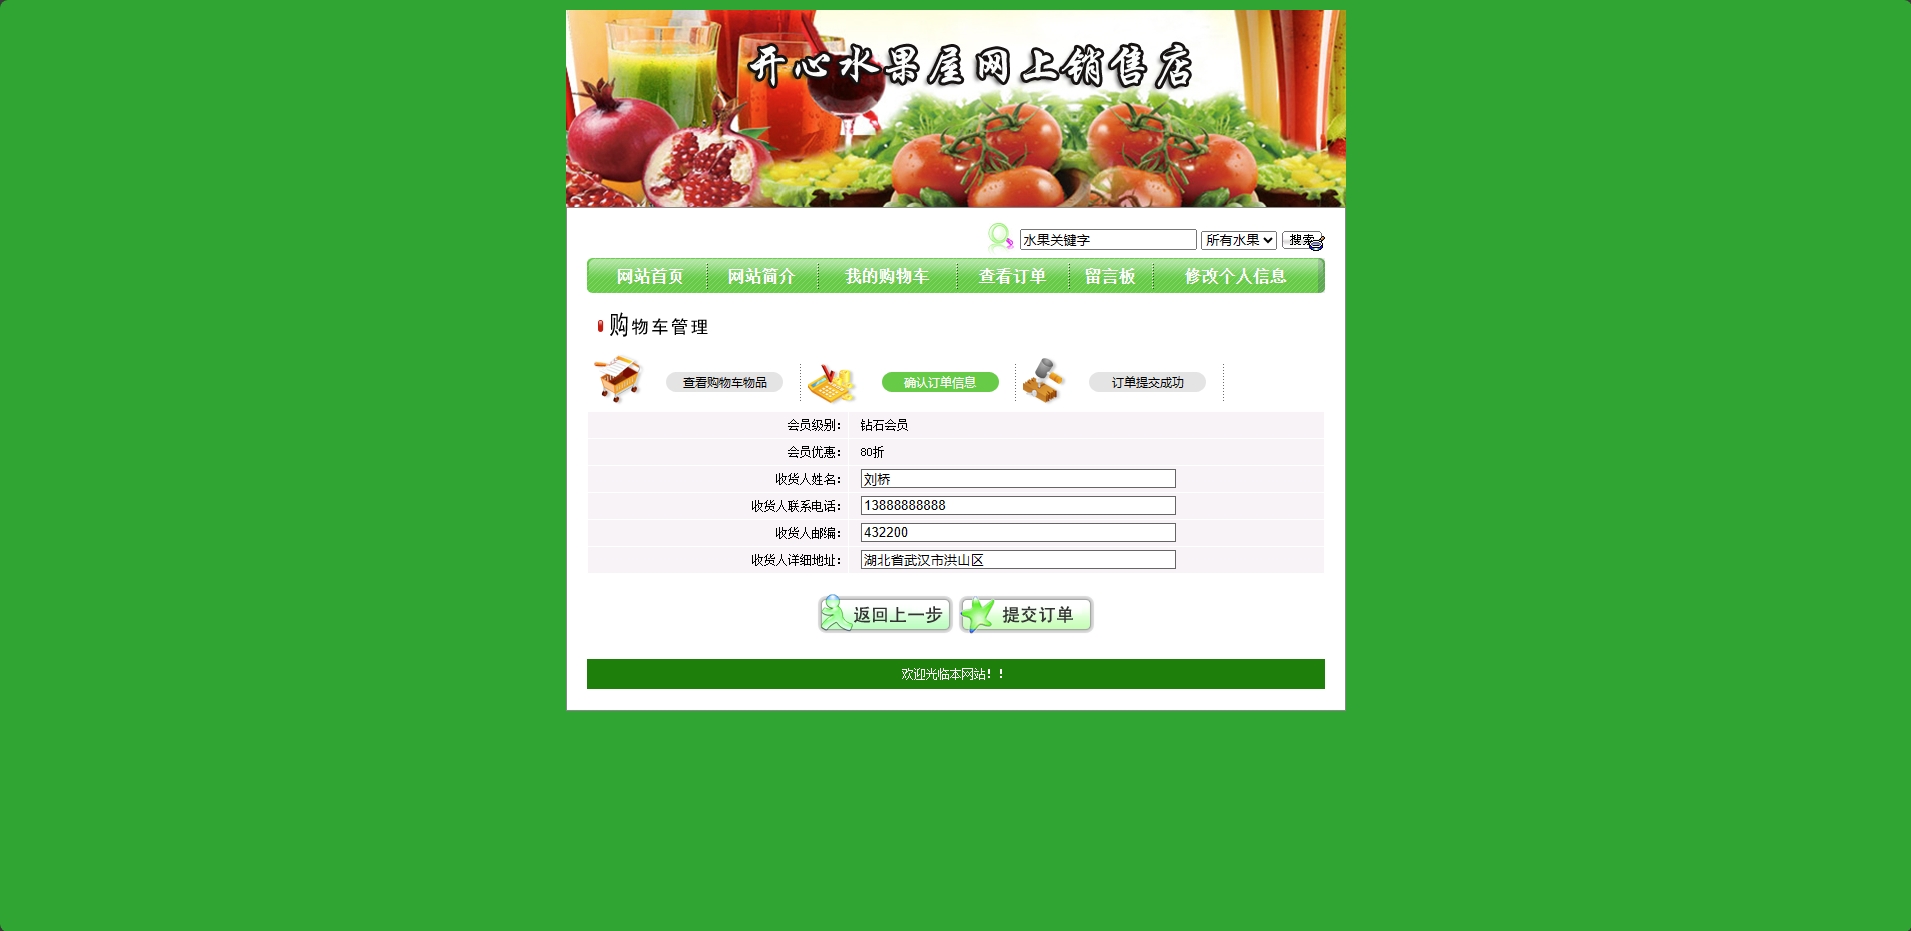 开心水果屋网上销售店
水果关键字 所有水果 搜索
网站首页 网站简介 我的购物车 查看订单 留言板 修改个人信息
购物车管理
查看购物车物品 确认订单信息 订单提交成功
会员级别： 钻石会员
会员优惠： 80折
收货人姓名： 刘桥
收货人联系电话： 13888888888
收货人邮编： 432200
收货人详细地址： 湖北省武汉市洪山区
返回上一步 提交订单
欢迎光临本网站！！